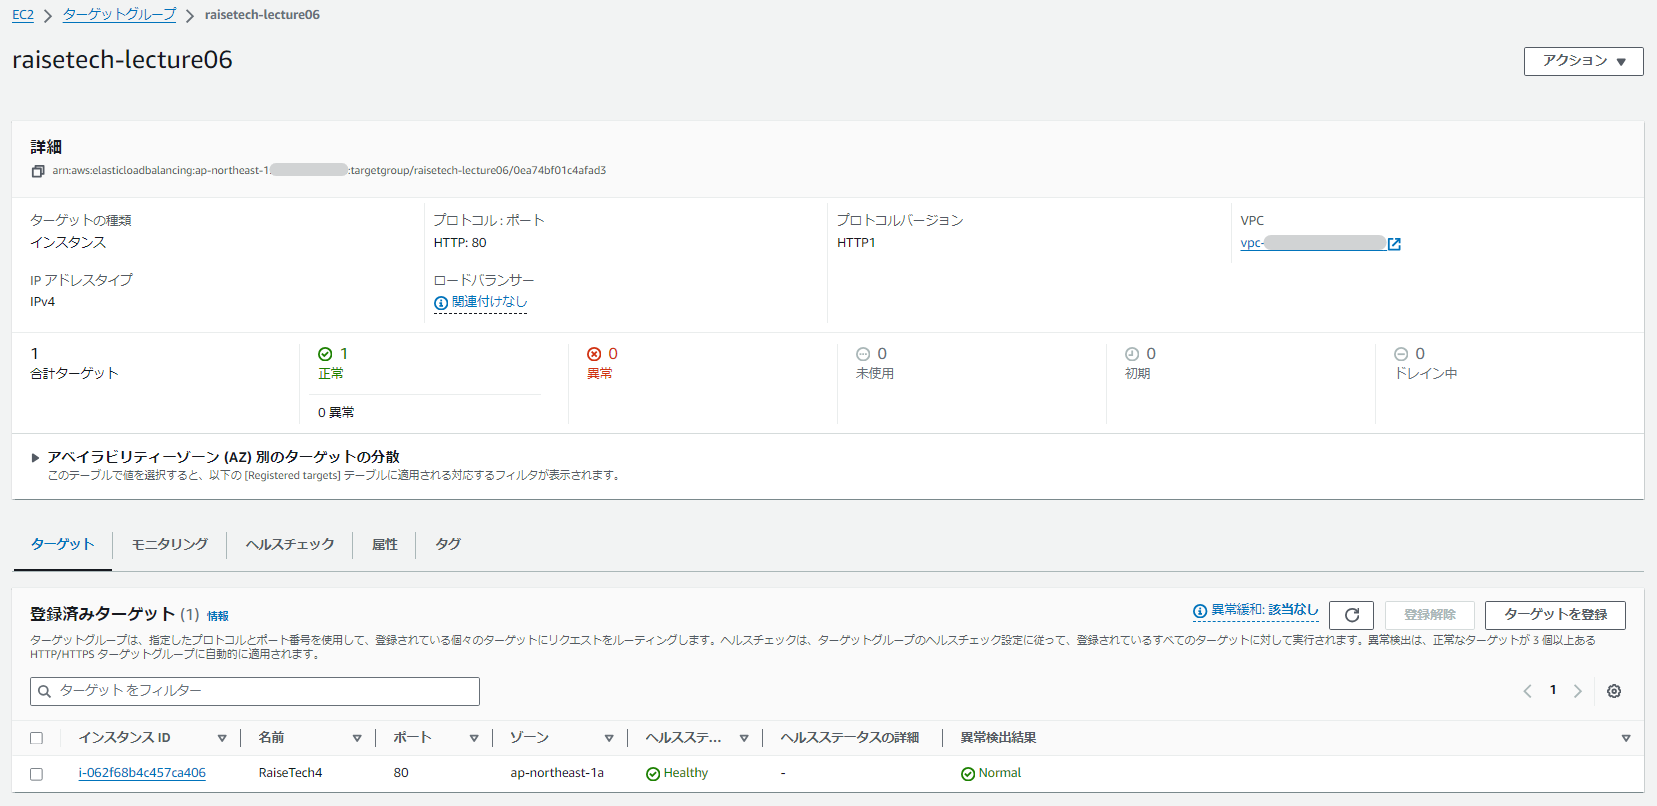 EC2 > ターゲットグループ > raisetech-lecture06
raisetech-lecture06
アクション ▼
詳細
arn:aws:elasticloadbalancing:ap-northeast-1: :targetgroup/raisetech-lecture06/0ea74bf01c4afad3
ターゲットの種類
インスタンス
プロトコル : ポート
HTTP: 80
プロトコルバージョン
HTTP1
VPC
vpc-
IP アドレスタイプ
IPv4
ロードバランサー
関連付けなし
1
合計ターゲット
1
正常
0 異常
0
異常
0
未使用
0
初期
0
ドレイン中
アベイラビリティーゾーン (AZ) 別のターゲットの分散
このテーブルで値を選択すると、以下の [Registered targets] テーブルに適用される対応するフィルタが表示されます。
ターゲット
モニタリング
ヘルスチェック
属性
タグ
登録済みターゲット (1) 情報
異常緩和: 該当なし
登録解除
ターゲットを登録
ターゲットグループは、指定したプロトコルとポート番号を使用して、登録されている個々のターゲットにリクエストをルーティングします。ヘルスチェックは、ターゲットグループのヘルスチェック設定に従って、登録されているすべてのターゲットに対して実行されます。異常検出は、正常なターゲットが 3 個以上ある
HTTP/HTTPS ターゲットグループに自動的に適用されます。
ターゲット をフィルター
1
インスタンス ID 名前 ポート ゾーン ヘルスステ... ヘルスステータスの詳細 異常検出結果
i-062f68b4c457ca406 RaiseTech4 80 ap-northeast-1a Healthy - Normal